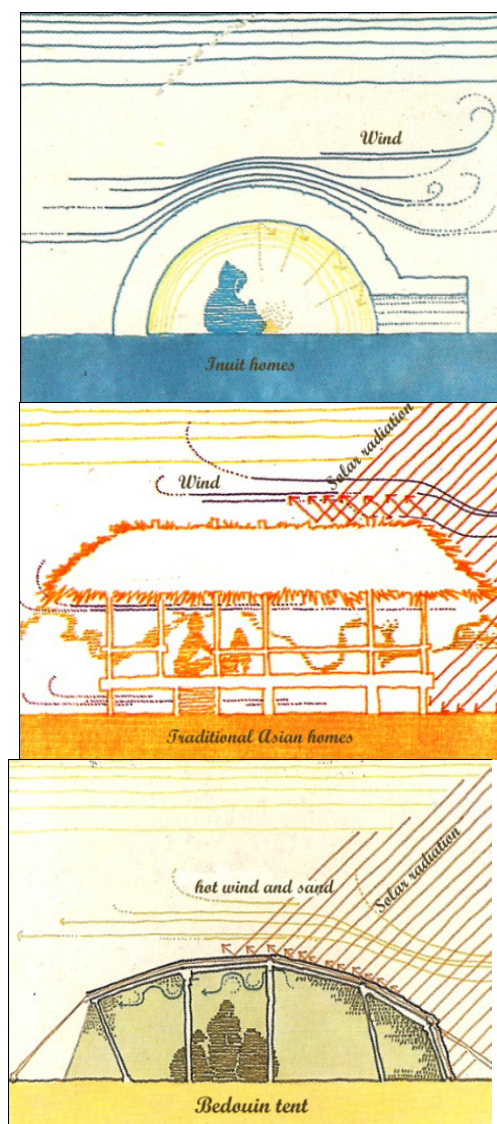 Wind
Inuit homes
Solar radiation
Wind
Traditional Asian homes
hot wind and sand
Solar radiation
Bedouin tent